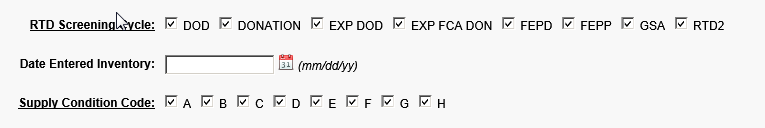 RTD Screening Cycle: DOD DONATION EXP DOD EXP FCA DON FEPD FEPP GSA RTD2
Date Entered Inventory: 31 (mm/dd/yy)
Supply Condition Code: A B C D E F G H